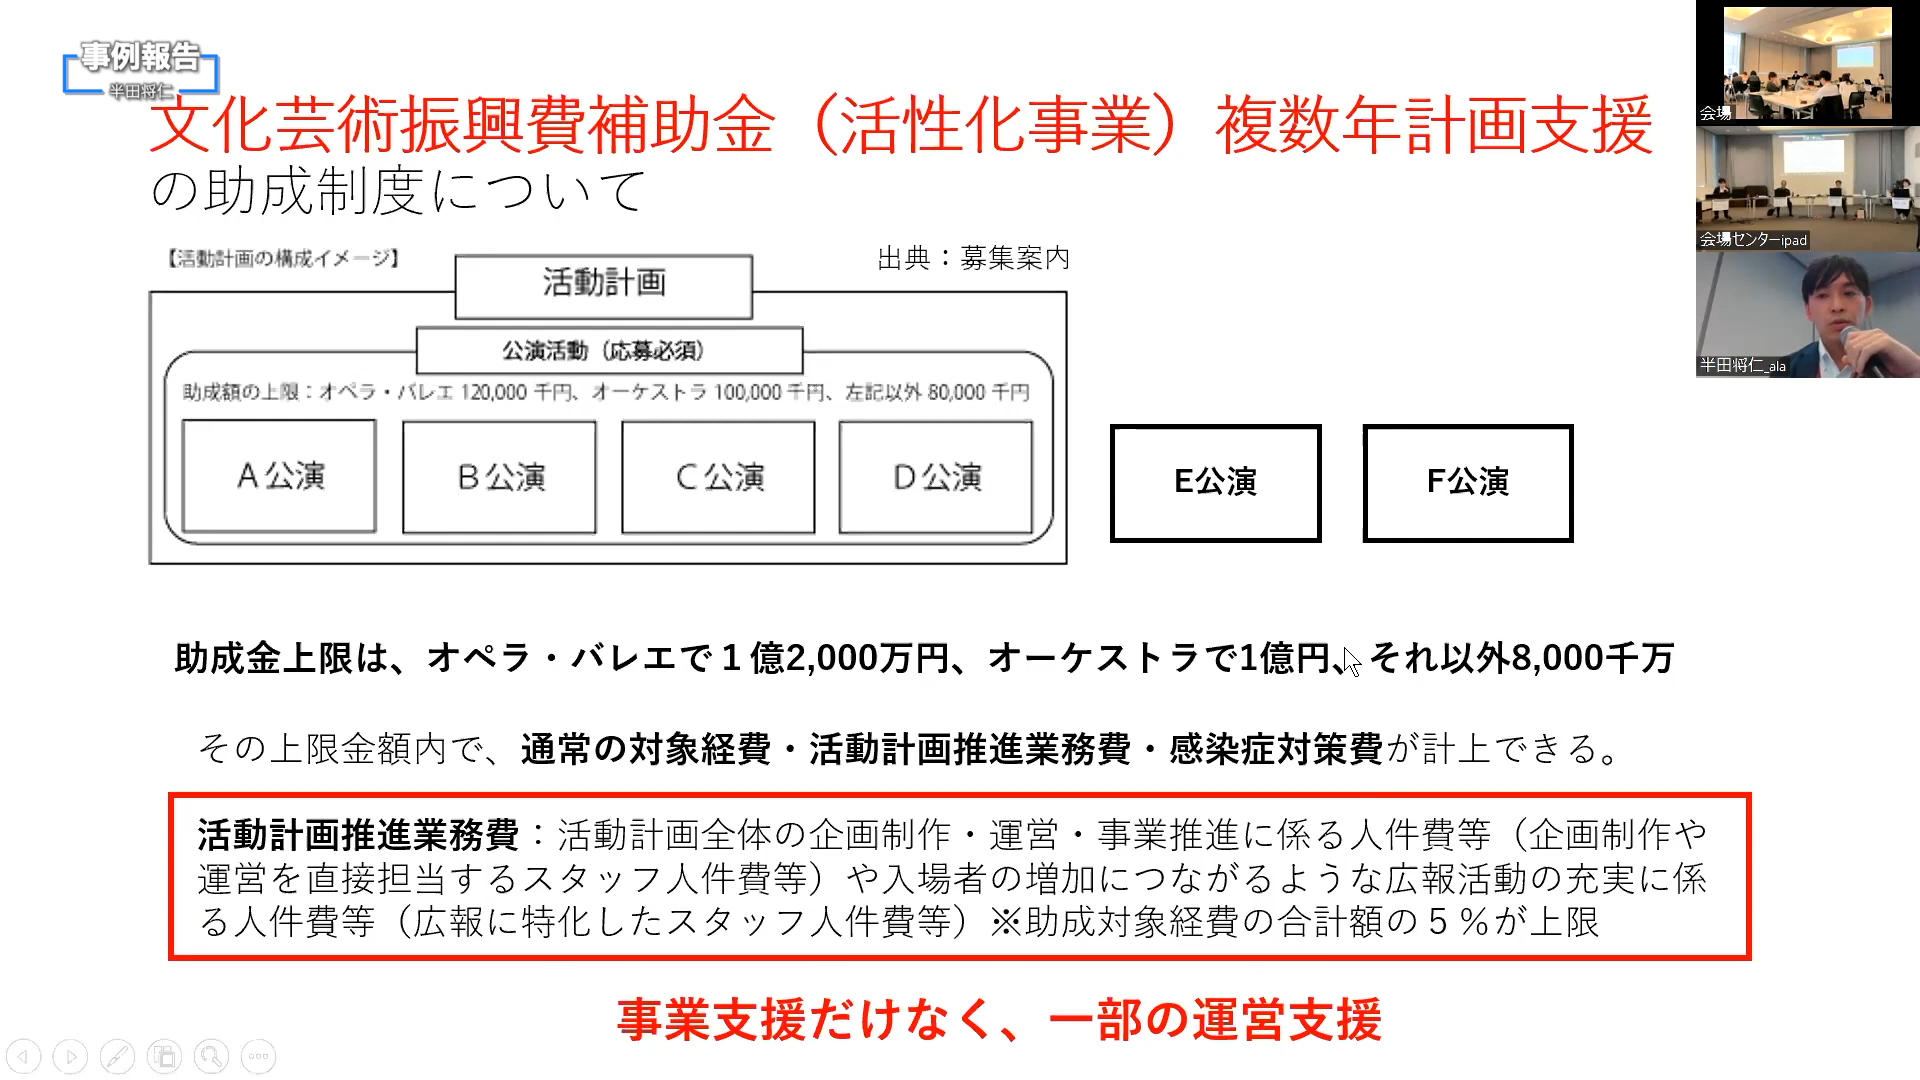 事例報告
半田将仁
文化芸術振興費補助金（活性化事業）複数年計画支援
の助成制度について
【活動計画の構成イメージ】
出典：募集案内
活動計画
公演活動（応募必須）
助成額の上限：オペラ・バレエ 120,000 千円、オーケストラ 100,000 千円、左記以外 80,000 千円
A 公演
B 公演
C 公演
D 公演
E公演
F公演
助成金上限は、オペラ・バレエで１億2,000万円、オーケストラで1億円、それ以外8,000千万
その上限金額内で、通常の対象経費・活動計画推進業務費・感染症対策費が計上できる。
活動計画推進業務費：活動計画全体の企画制作・運営・事業推進に係る人件費等（企画制作や
運営を直接担当するスタッフ人件費等）や入場者の増加につながるような広報活動の充実に係
る人件費等（広報に特化したスタッフ人件費等）※助成対象経費の合計額の５％が上限
事業支援だけなく、一部の運営支援
会場
会場センターipad
半田将仁_ala